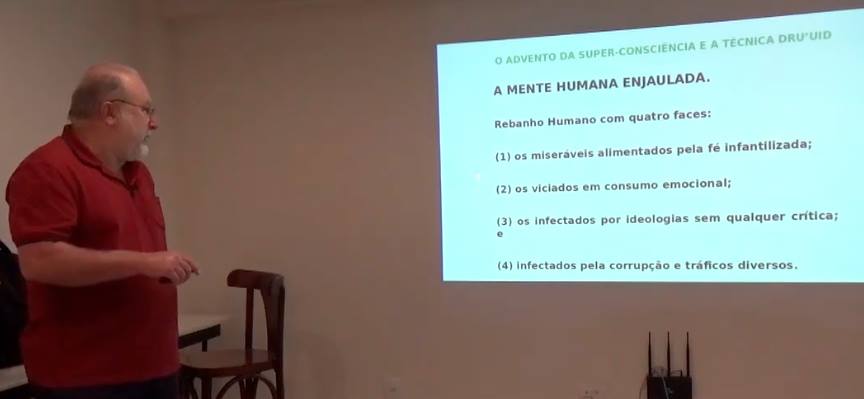 O ADVENTO DA SUPER-CONSCIÊNCIA E A TÉCNICA DRU'UID
A MENTE HUMANA ENJAULADA.
Rebanho Humano com quatro faces:
(1) os miseráveis alimentados pela fé infantilizada;
(2) os viciados em consumo emocional;
(3) os infectados por ideologias sem qualquer crítica;
e
(4) infectados pela corrupção e tráficos diversos.